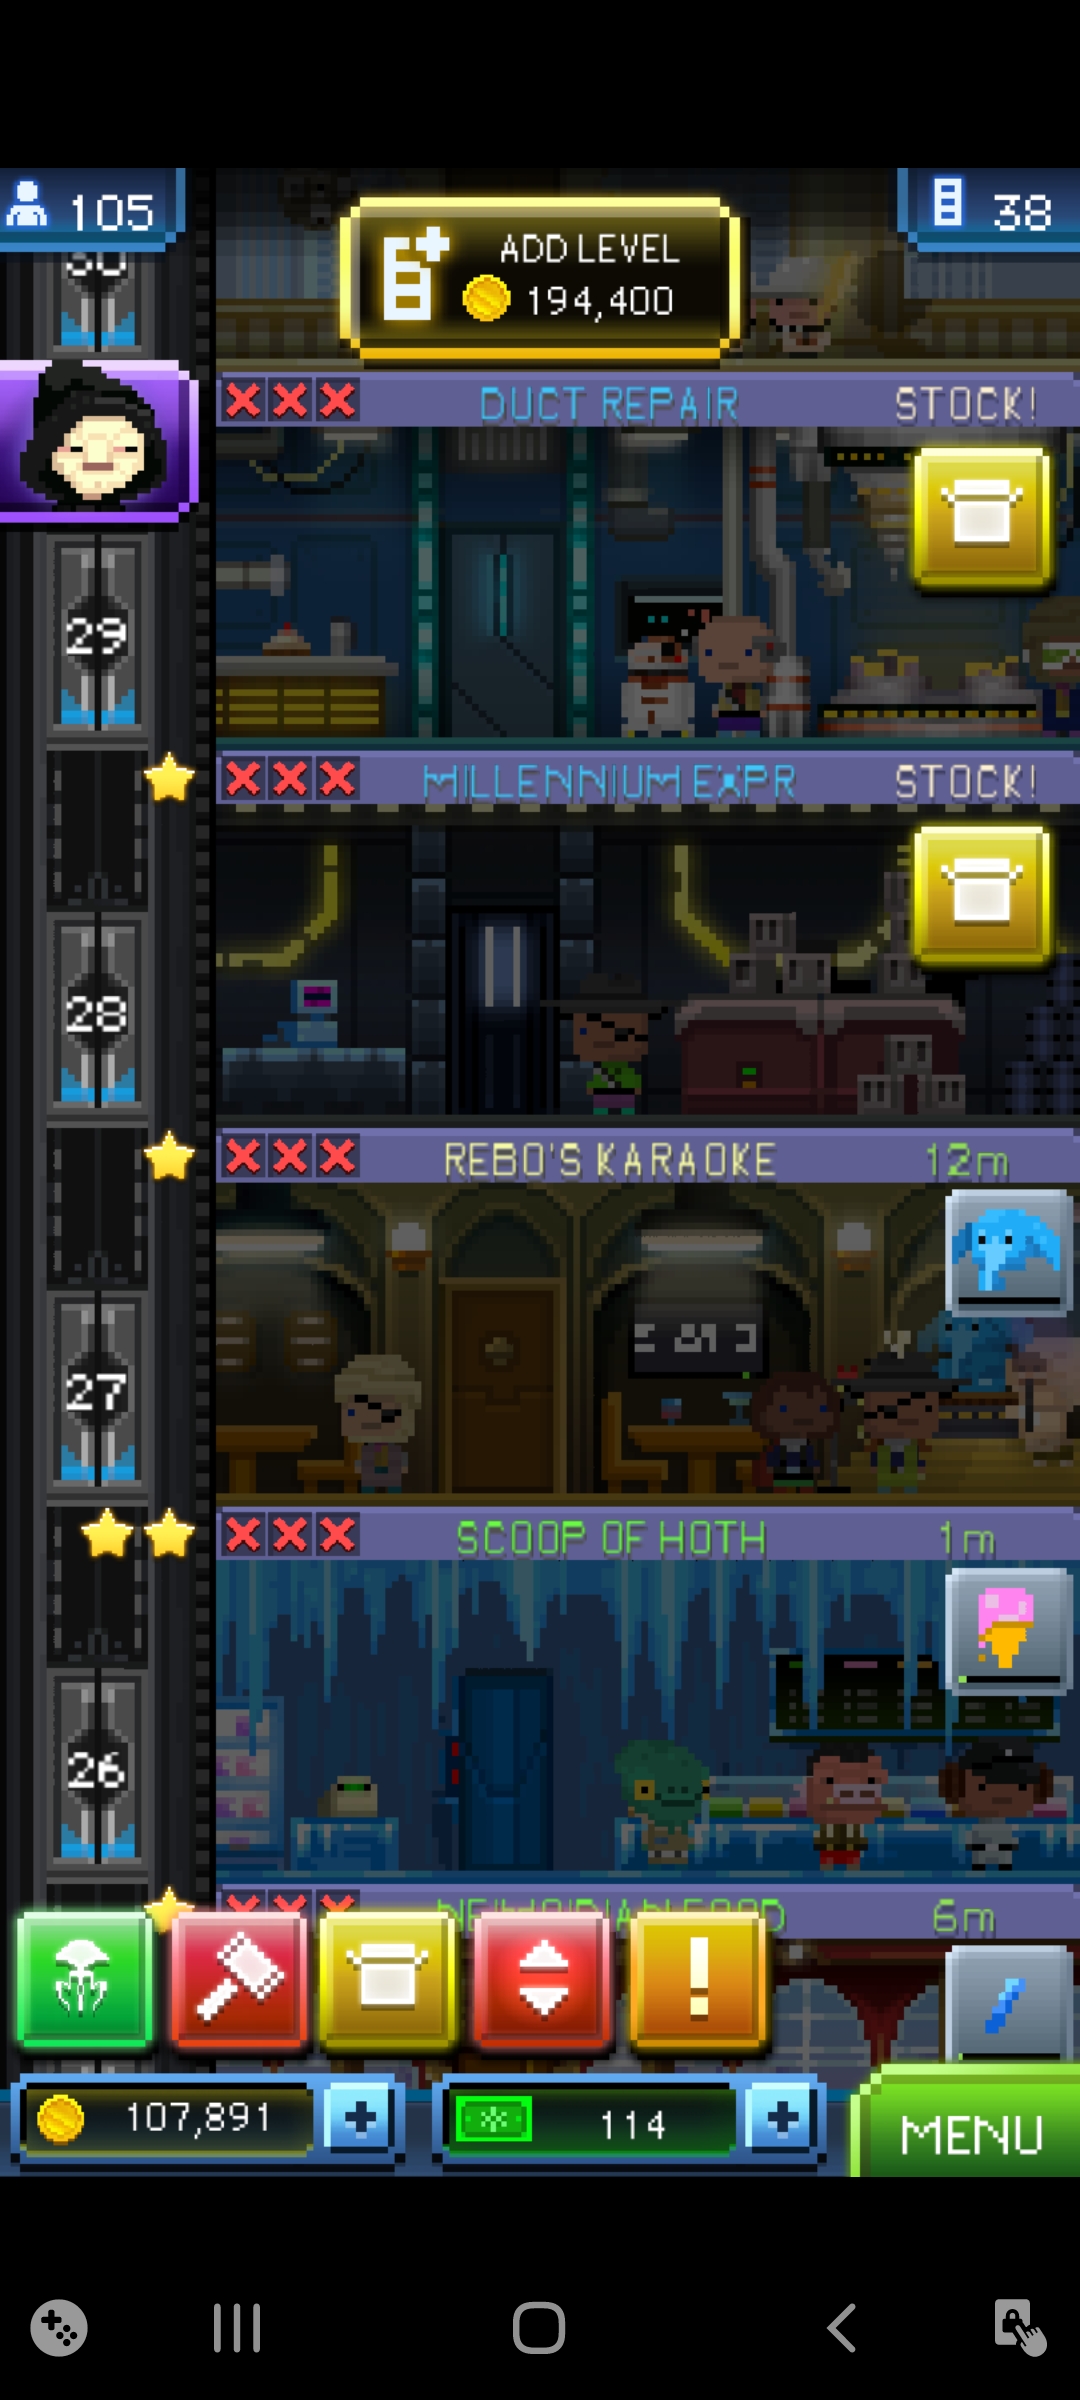 105
ADD LEVEL
194,400
38
30
DUCT REPAIR
STOCK!
29
MILLENNIUM EXPR
STOCK!
28
REBO'S KARAOKE
12m
27
SCOOP OF HOTH
1m
26
6m
107,891
114
MENU